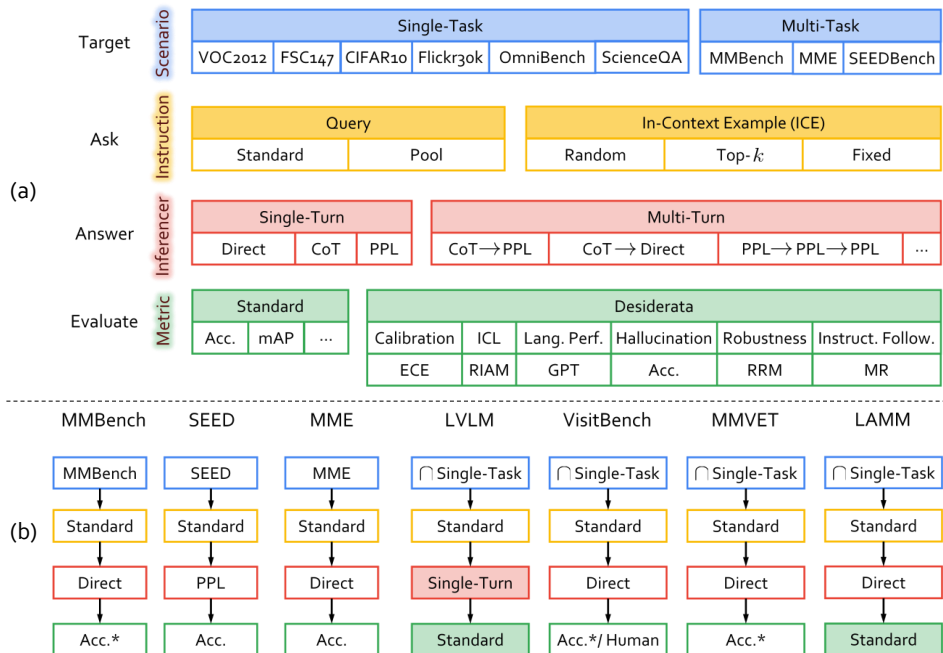 Target Scenario Single-Task Multi-Task
VOC2012 FSC147 CIFAR10 Flickr30k OmniBench ScienceQA MMBench MME SEEDBench
Ask Instruction Query In-Context Example (ICE)
Standard Pool Random Top-k Fixed
(a)
Answer Inferencer Single-Turn Multi-Turn
Direct CoT PPL CoT→PPL CoT→Direct PPL→PPL→PPL ...
Evaluate Metric Standard Desiderata
Acc. mAP ... Calibration ICL Lang. Perf. Hallucination Robustness Instruct. Follow.
ECE RIAM GPT Acc. RRM MR
MMBench SEED MME LVLM VisitBench MMVET LAMM
MMBench SEED MME ⋂ Single-Task ⋂ Single-Task ⋂ Single-Task ⋂ Single-Task
(b) Standard Standard Standard Standard Standard Standard Standard
Direct PPL Direct Single-Turn Direct Direct Direct
Acc.* Acc. Acc. Standard Acc.*/ Human Acc.* Standard